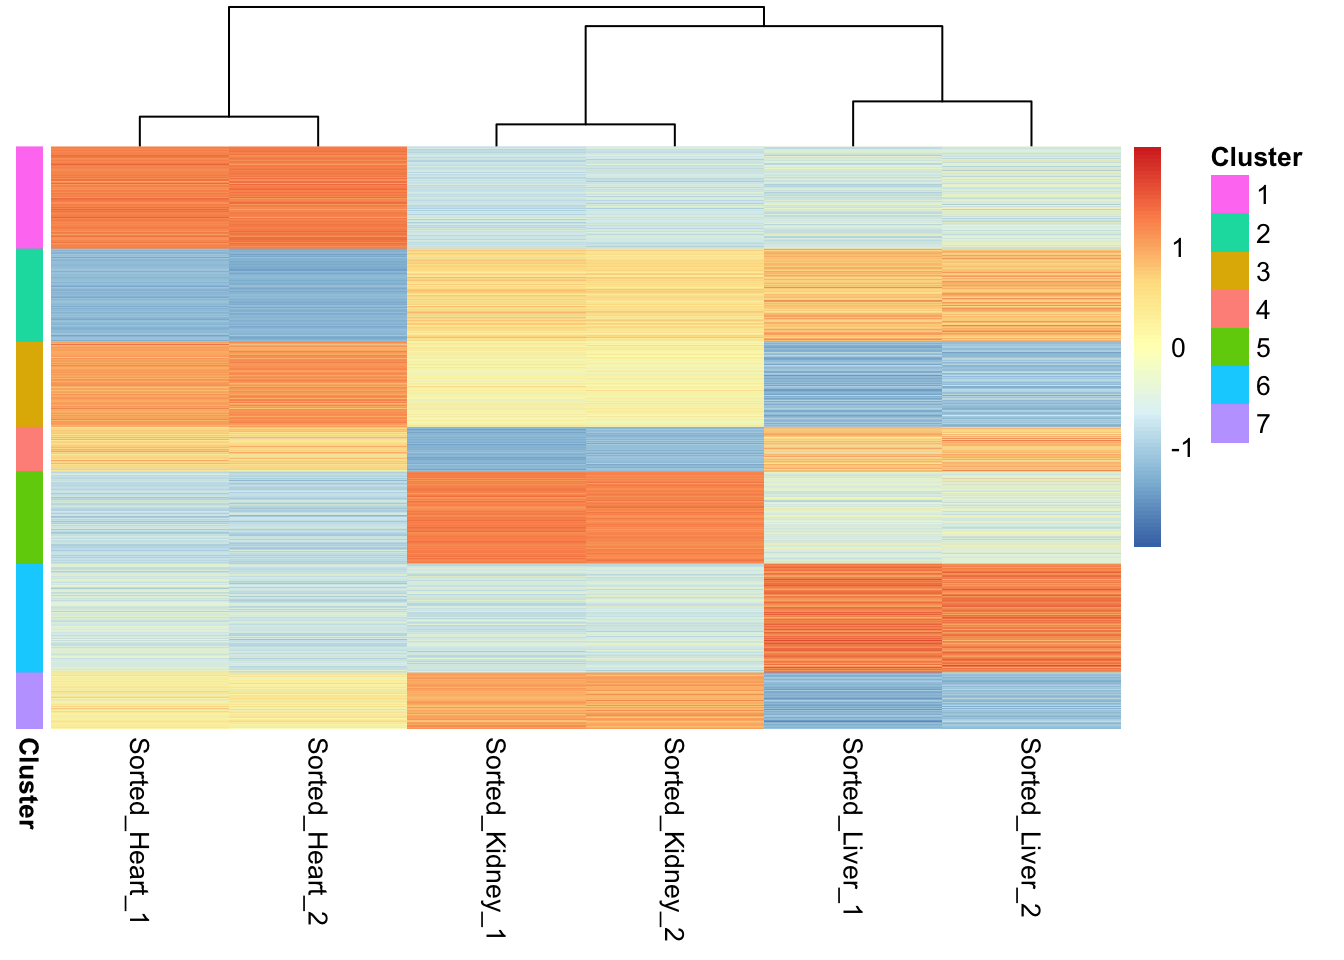 1
0
-1
Cluster
1
2
3
4
5
6
7
Cluster
Sorted_Heart_1
Sorted_Heart_2
Sorted_Kidney_1
Sorted_Kidney_2
Sorted_Liver_1
Sorted_Liver_2